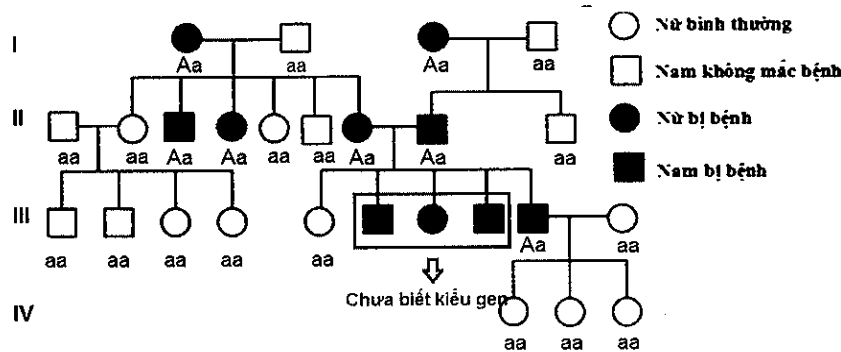 I
Aa aa Aa aa
II
aa aa Aa Aa aa aa Aa Aa aa
III
aa aa aa aa aa Aa aa
Chưa biết kiểu gen
IV
aa aa aa
Nữ bình thường
Nam không mắc bệnh
Nữ bị bệnh
Nam bị bệnh